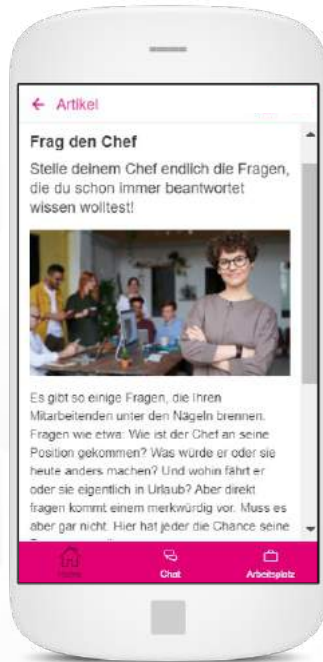 Artikel
Frag den Chef
Stelle deinem Chef endlich die Fragen,
die du schon immer beantwortet
wissen wolltest!
Es gibt so einige Fragen, die Ihren
Mitarbeitenden unter den Nägeln brennen.
Fragen wie etwa: Wie ist der Chef an seine
Position gekommen? Was würde er oder sie
heute anders machen? Und wohin fährt er
oder sie eigentlich in Urlaub? Aber direkt
fragen kommt einem merkwürdig vor. Muss es
aber gar nicht. Hier hat jeder die Chance seine
Home Chat Arbeitsplatz